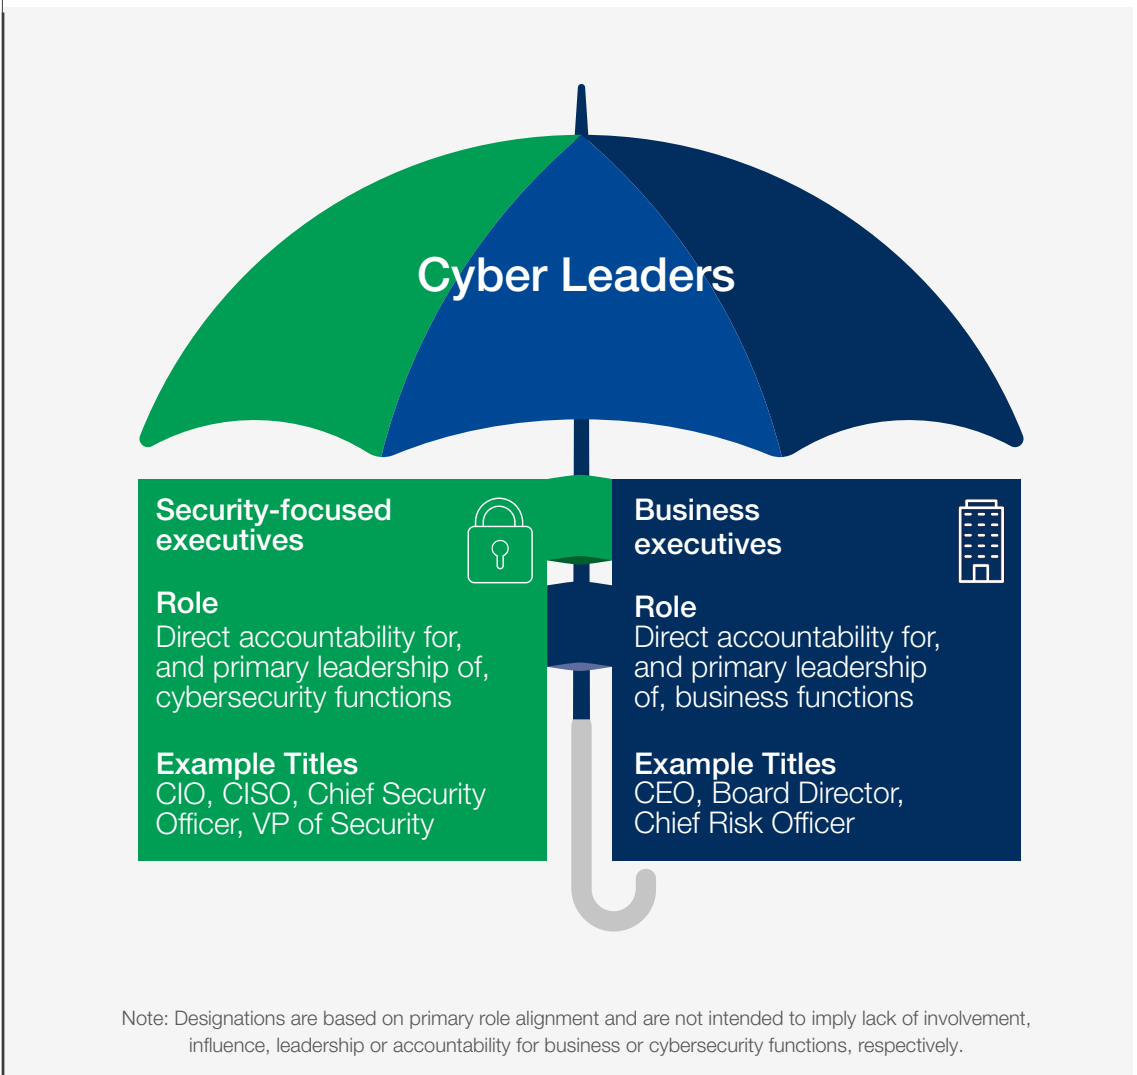 Cyber Leaders
Security-focused
executives
Role
Direct accountability for,
and primary leadership of,
cybersecurity functions
Example Titles
CIO, CISO, Chief Security
Officer, VP of Security
Business
executives
Role
Direct accountability for,
and primary leadership
of, business functions
Example Titles
CEO, Board Director,
Chief Risk Officer
Note: Designations are based on primary role alignment and are not intended to imply lack of involvement,
influence, leadership or accountability for business or cybersecurity functions, respectively.